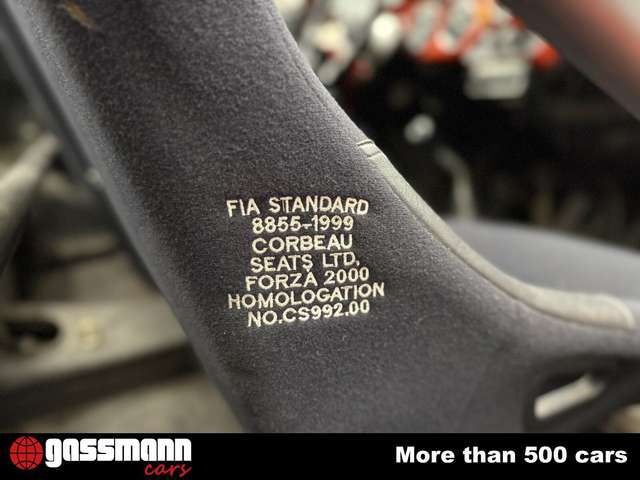 FIA STANDARD
8855-1999
CORBEAU
SEATS LTD,
FORZA 2000
HOMOLOGATION
NO.CS992.00
gassmann
cars
More than 500 cars